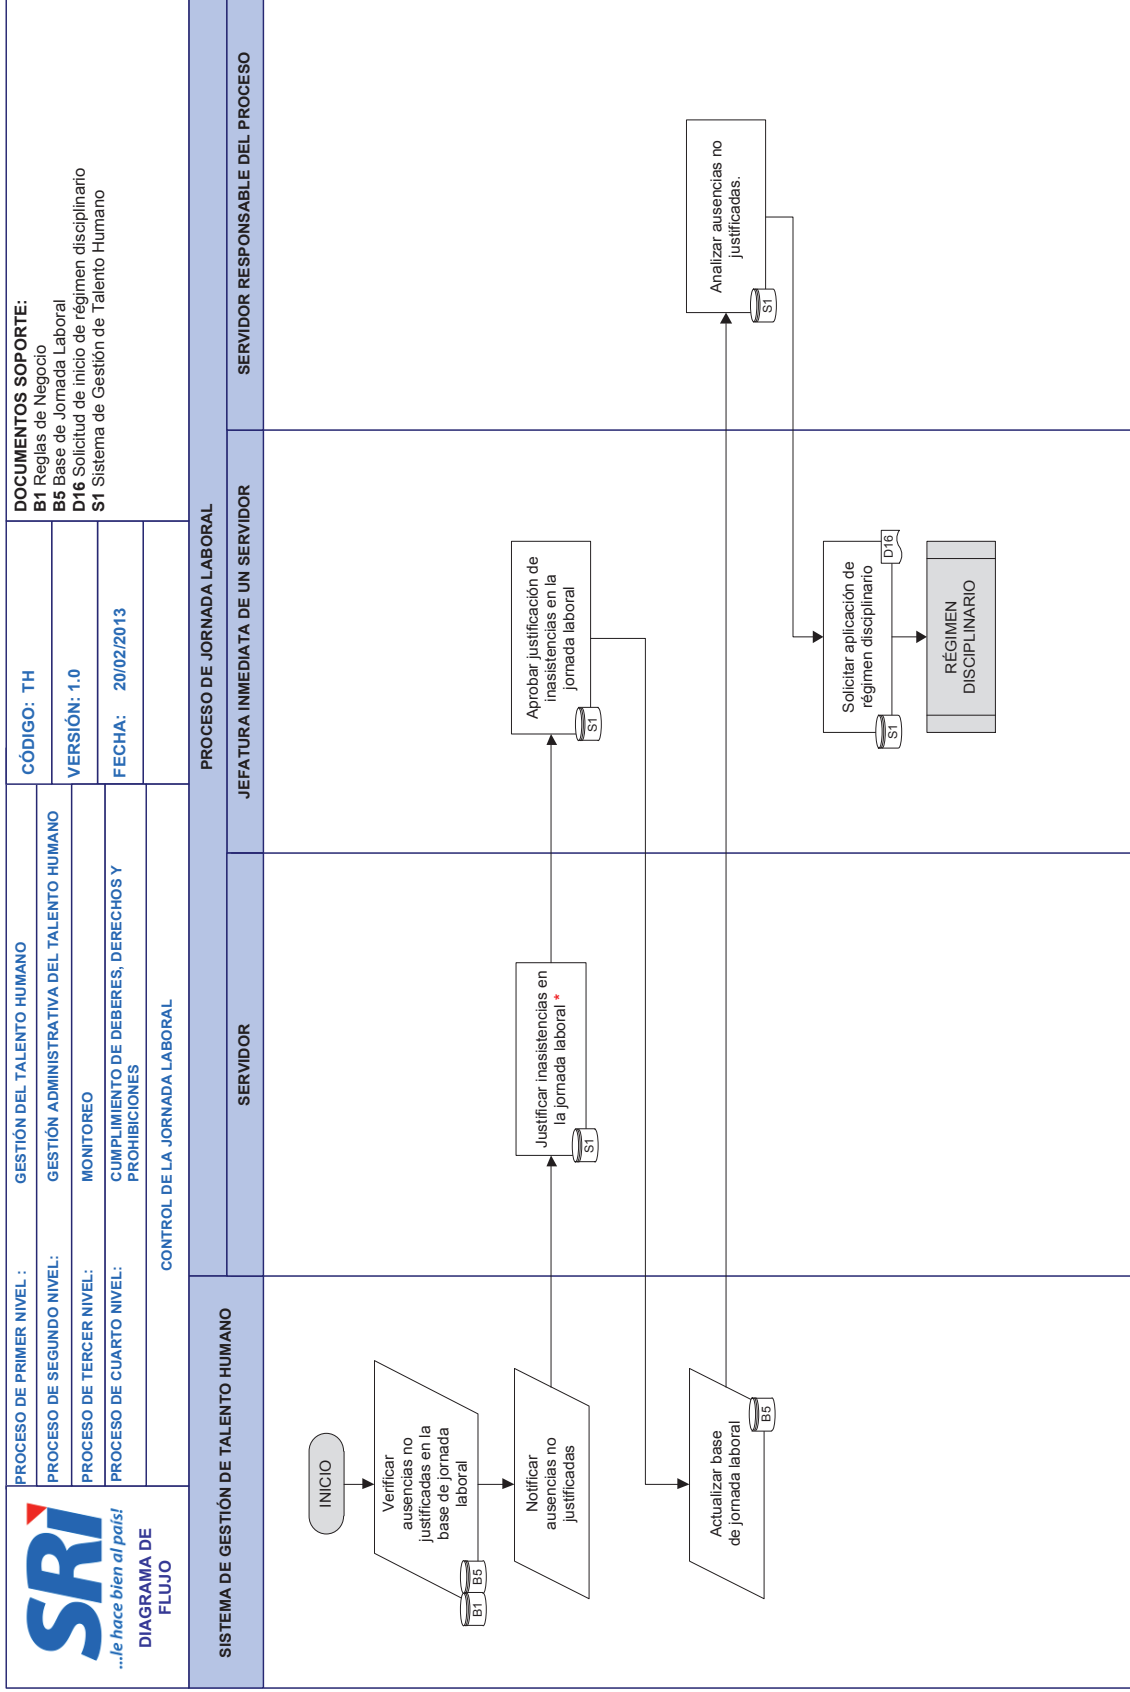 SRi
...le hace bien al país!
DIAGRAMA DE
FLUJO
PROCESO DE PRIMER NIVEL :
GESTIÓN DEL TALENTO HUMANO
PROCESO DE SEGUNDO NIVEL:
GESTIÓN ADMINISTRATIVA DEL TALENTO HUMANO
PROCESO DE TERCER NIVEL:
MONITOREO
PROCESO DE CUARTO NIVEL:
CUMPLIMIENTO DE DEBERES, DERECHOS Y
PROHIBICIONES
CONTROL DE LA JORNADA LABORAL
CÓDIGO: TH
VERSIÓN: 1.0
FECHA: 20/02/2013
DOCUMENTOS SOPORTE:
B1 Reglas de Negocio
B5 Base de Jornada Laboral
D16 Solicitud de inicio de régimen disciplinario
S1 Sistema de Gestión de Talento Humano
PROCESO DE JORNADA LABORAL
SISTEMA DE GESTIÓN DE TALENTO HUMANO
SERVIDOR
JEFATURA INMEDIATA DE UN SERVIDOR
SERVIDOR RESPONSABLE DEL PROCESO
INICIO
Verificar
ausencias no
justificadas en la
base de jornada
laboral
B1
B5
Notificar
ausencias no
justificadas
Justificar inasistencias en
la jornada laboral *
S1
Aprobar justificación de
inasistencias en la
jornada laboral
S1
Actualizar base
de jornada laboral
B5
Analizar ausencias no
justificadas.
S1
Solicitar aplicación de
régimen disciplinario
S1
D16
RÉGIMEN
DISCIPLINARIO